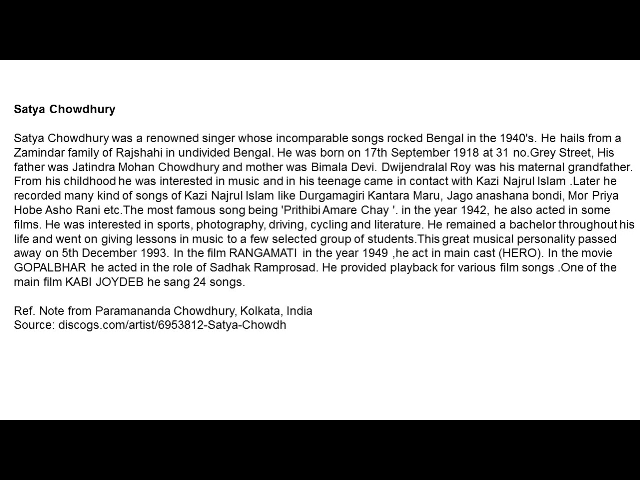 Satya Chowdhury
Satya Chowdhury was a renowned singer whose incomparable songs rocked Bengal in the 1940's. He hails from a
Zamindar family of Rajshahi in undivided Bengal. He was born on 17th September 1918 at 31 no.Grey Street, His
father was Jatindra Mohan Chowdhury and mother was Bimala Devi. Dwijendralal Roy was his maternal grandfather.
From his childhood he was interested in music and in his teenage came in contact with Kazi Najrul Islam .Later he
recorded many kind of songs of Kazi Najrul Islam like Durgamagiri Kantara Maru, Jago anashana bondi, Mor Priya
Hobe Asho Rani etc.The most famous song being 'Prithibi Amare Chay '. in the year 1942, he also acted in some
films. He was interested in sports, photography, driving, cycling and literature. He remained a bachelor throughout his
life and went on giving lessons in music to a few selected group of students.This great musical personality passed
away on 5th December 1993. In the film RANGAMATI in the year 1949 ,he act in main cast (HERO). In the movie
GOPALBHAR he acted in the role of Sadhak Ramprosad. He provided playback for various film songs .One of the
main film KABI JOYDEB he sang 24 songs.
Ref. Note from Paramananda Chowdhury, Kolkata, India
Source: discogs.com/artist/6953812-Satya-Chowdh